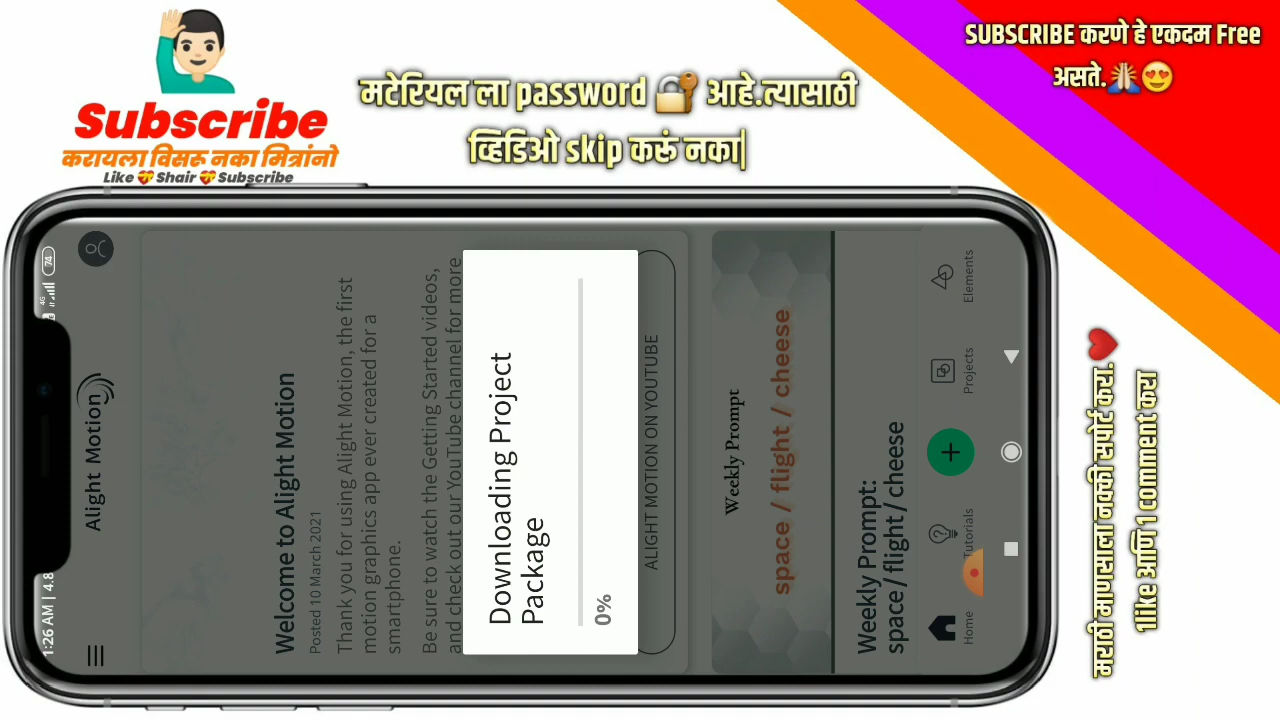 Subscribe
करायला विसरू नका मित्रांनो
Like 💝 Shair 💝 Subscribe
मटेरियल ला password 🔐 आहे.त्यासाठी
व्हिडिओ skip करूं नका|
SUBSCRIBE करणे हे एकदम Free
असते.🙏😍
मराठी माणसाला नक्की सपोर्ट करा.❤️
1like आणि 1 comment करा
1:26 AM | 4.8
4G
74
Alight Motion
Welcome to Alight Motion
Posted 10 March 2021
Thank you for using Alight Motion, the first
motion graphics app ever created for a
smartphone.
Be sure to watch the Getting Started videos,
and check out our YouTube channel for more
Downloading Project
Package
0%
ALIGHT MOTION ON YOUTUBE
Weekly Prompt
space / flight / cheese
Weekly Prompt:
space / flight / cheese
Home
Tutorials
Projects
Elements